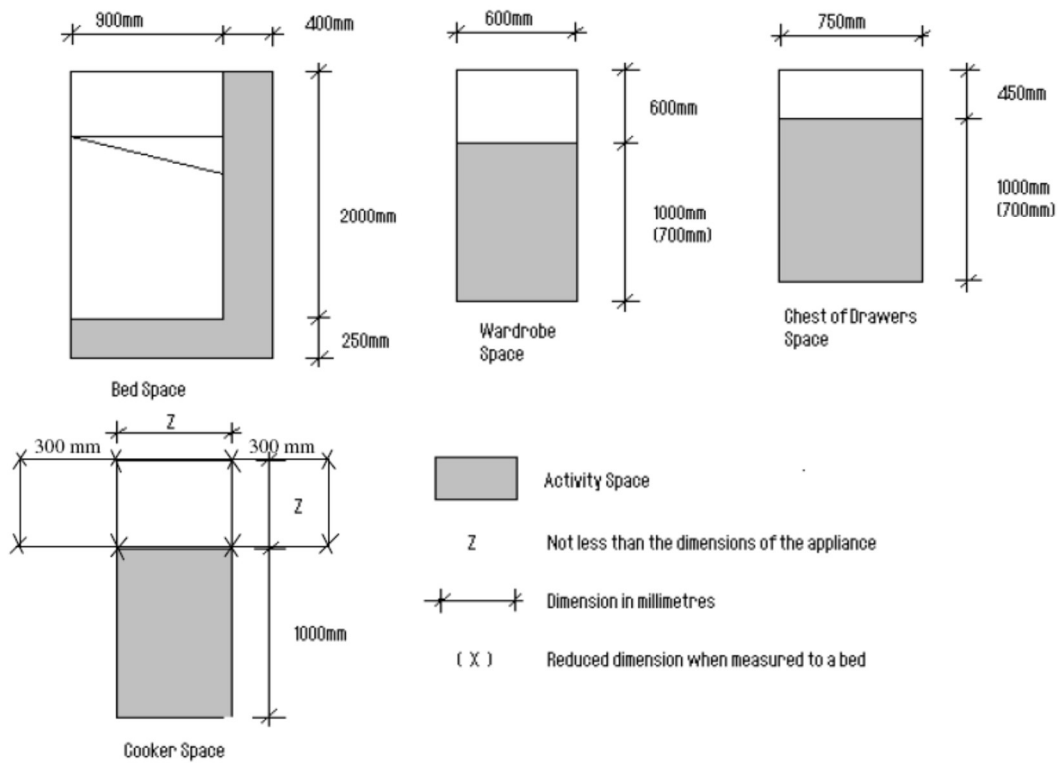 900mm
400mm
2000mm
250mm
Bed Space
600mm
600mm
1000mm
(700mm)
Wardrobe
Space
750mm
450mm
1000mm
(700mm)
Chest of Drawers
Space
Z
300 mm
300 mm
Z
1000mm
Cooker Space
Activity Space
Z Not less than the dimensions of the appliance
Dimension in millimetres
( X ) Reduced dimension when measured to a bed